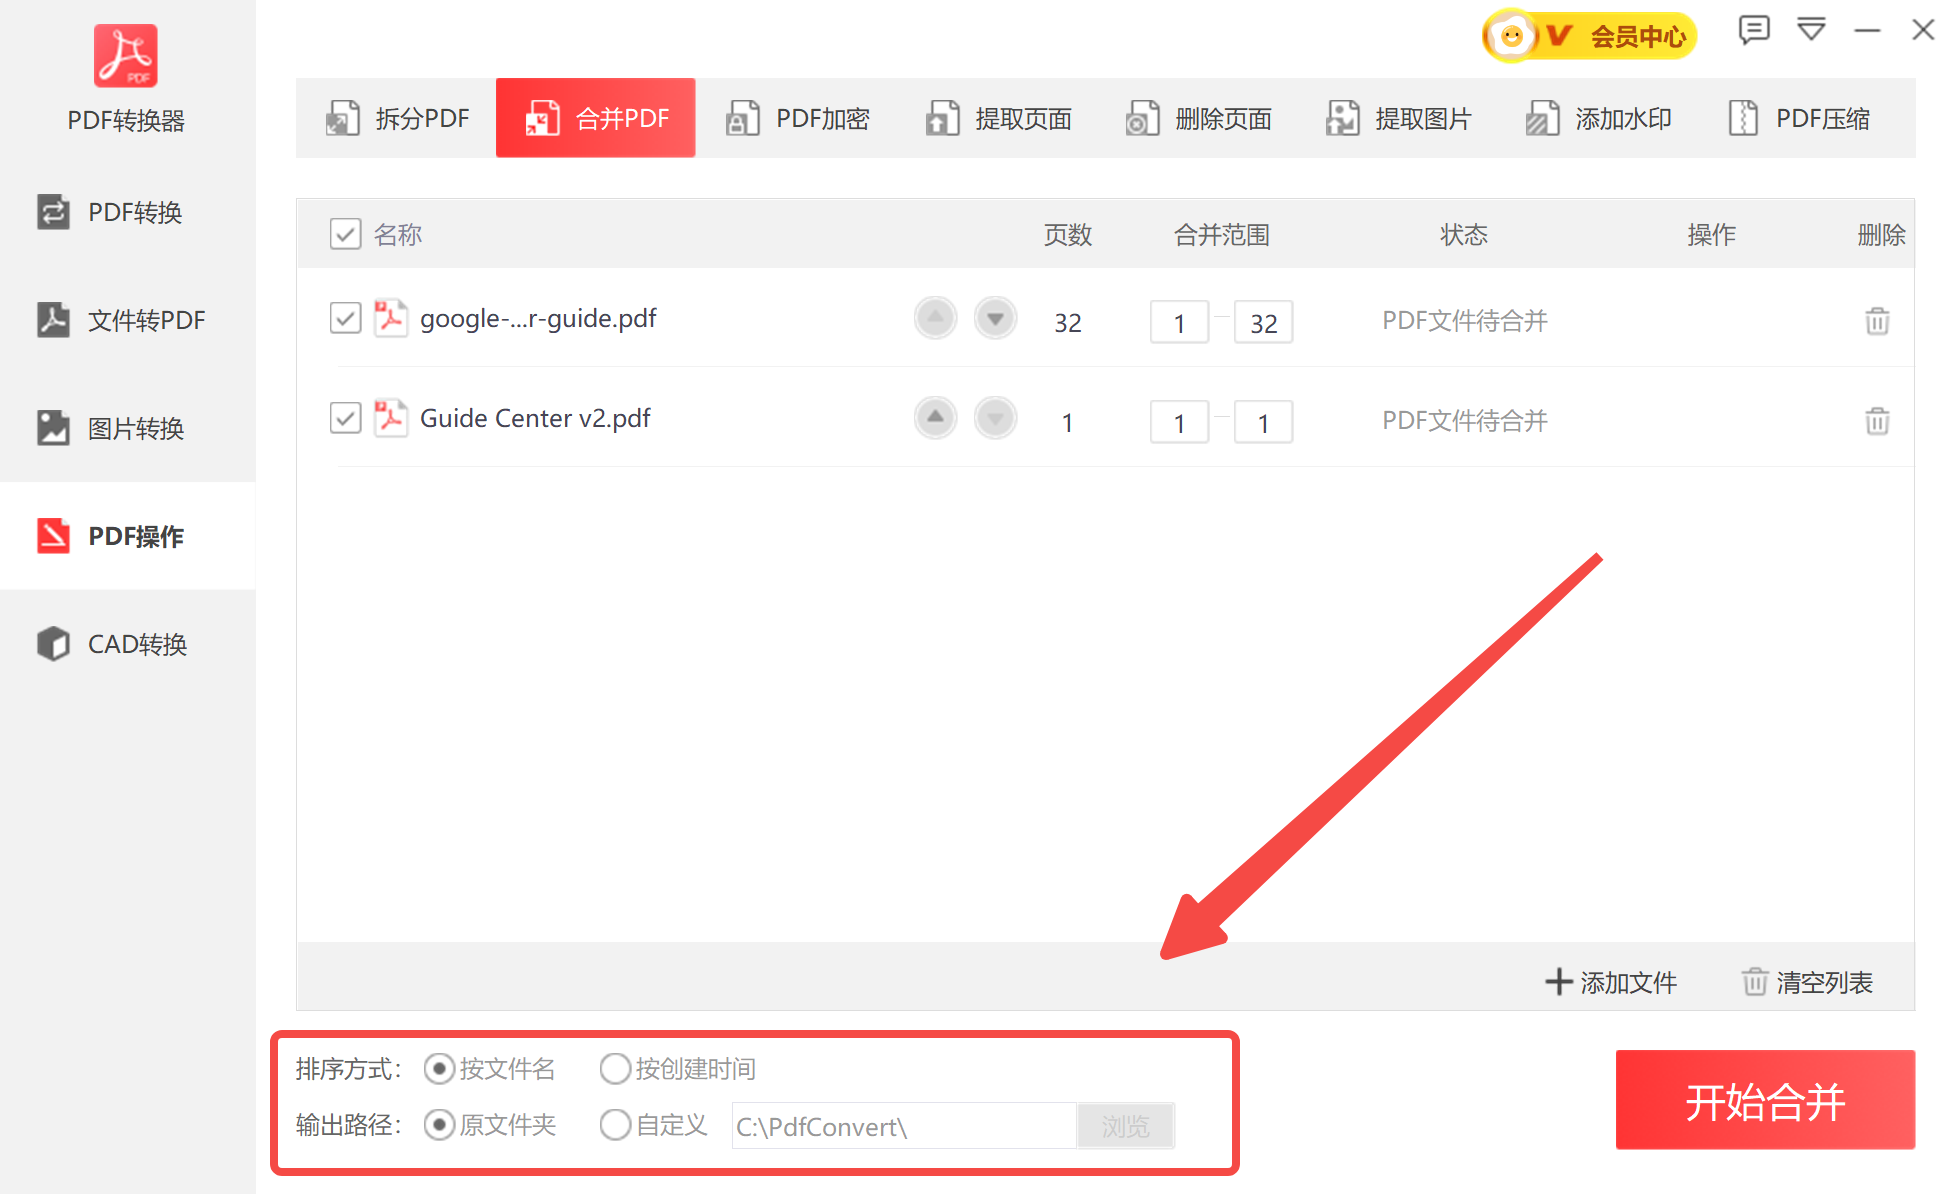 PDF
PDF转换器
PDF转换
文件转PDF
图片转换
PDF操作
CAD转换
V 会员中心
拆分PDF 合并PDF PDF加密 提取页面 删除页面 提取图片 添加水印 PDF压缩
名称 页数 合并范围 状态 操作 删除
google-...r-guide.pdf 32 1 32 PDF文件待合并
Guide Center v2.pdf 1 1 1 PDF文件待合并
添加文件 清空列表
排序方式： 按文件名 按创建时间
输出路径： 原文件夹 自定义 C:\PdfConvert\ 浏览
开始合并